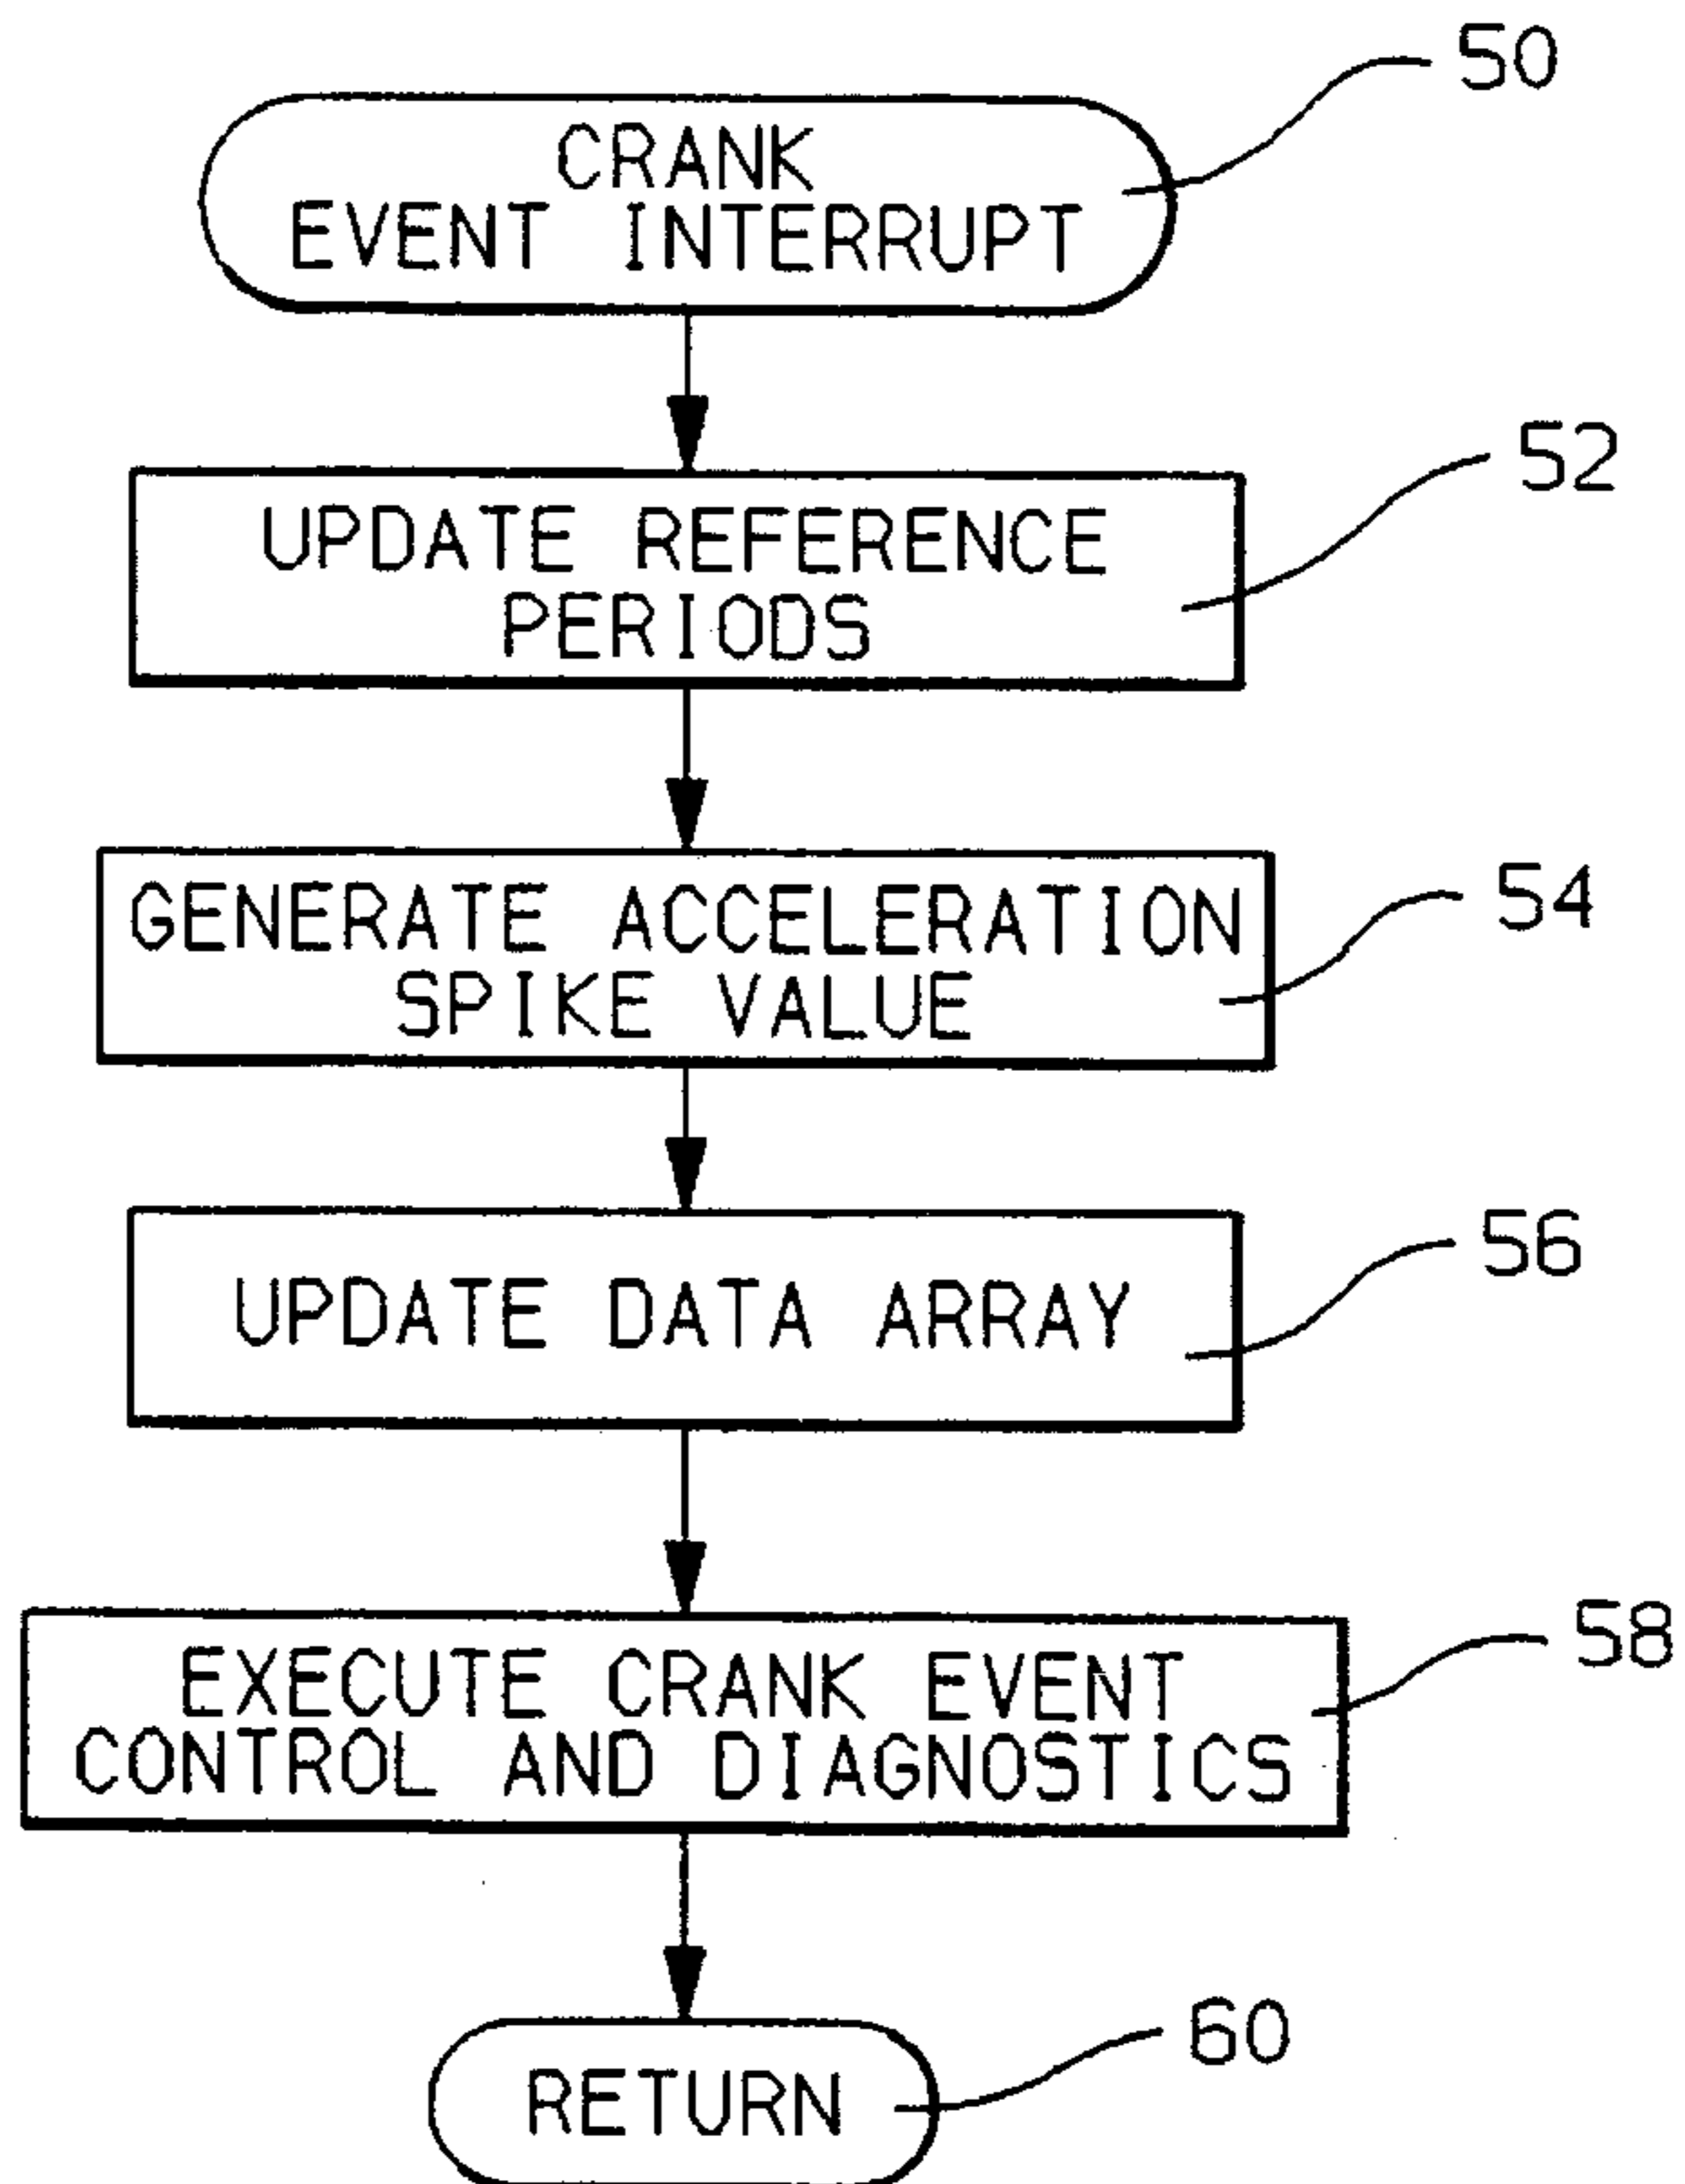 50
CRANK
EVENT INTERRUPT
52
UPDATE REFERENCE
PERIODS
54
GENERATE ACCELERATION
SPIKE VALUE
56
UPDATE DATA ARRAY
58
EXECUTE CRANK EVENT
CONTROL AND DIAGNOSTICS
60
RETURN